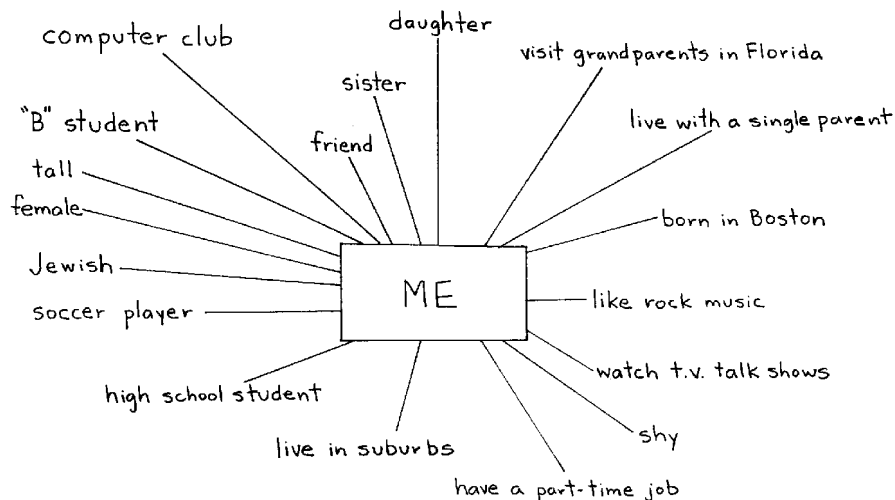 daughter
computer club
visit grandparents in Florida
sister
"B" student
live with a single parent
friend
tall
female
born in Boston
Jewish
ME
like rock music
soccer player
watch t.v. talk shows
high school student
shy
live in suburbs
have a part-time job